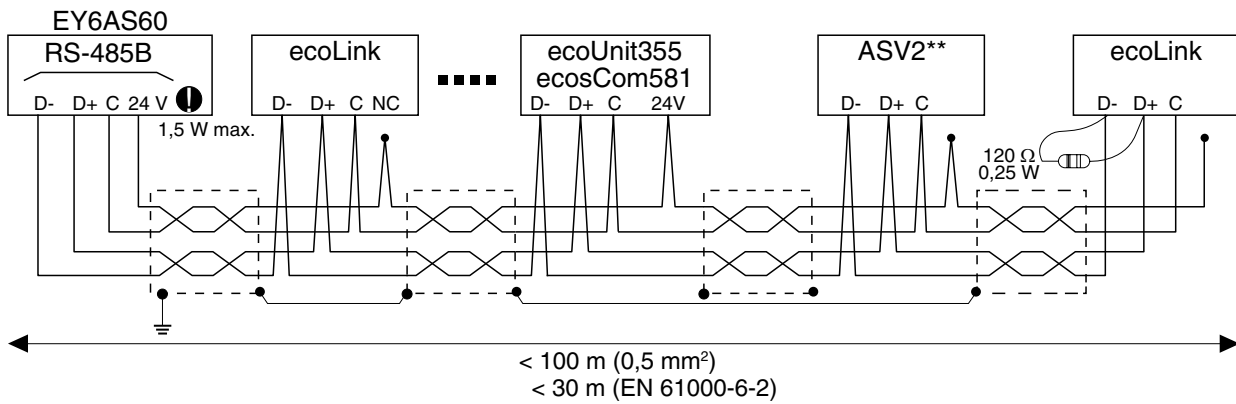 EY6AS60
RS-485B
D- D+ C 24 V
1,5 W max.
ecoLink
D- D+ C NC
ecoUnit355
ecosCom581
D- D+ C 24V
ASV2**
D- D+ C
ecoLink
D- D+ C
120 Ω
0,25 W
< 100 m (0,5 mm²)
< 30 m (EN 61000-6-2)